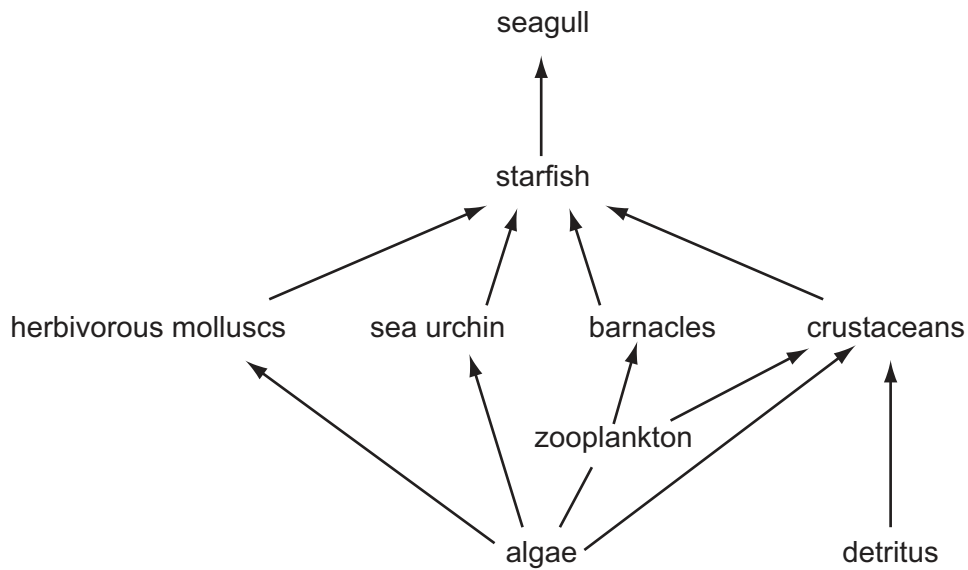 seagull
starfish
herbivorous molluscs
sea urchin
barnacles
crustaceans
zooplankton
algae
detritus